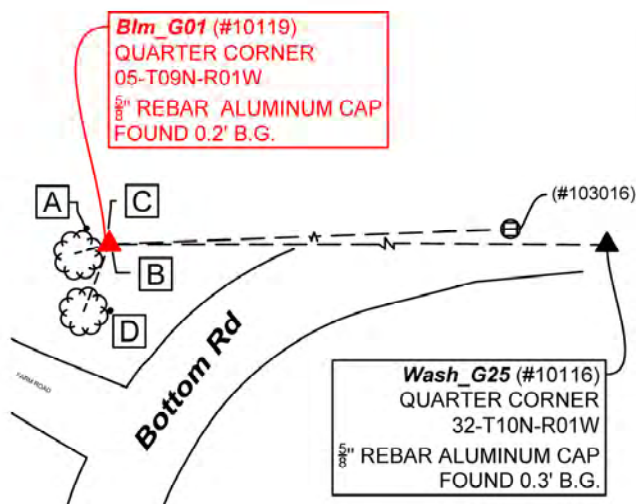 Blm_G01 (#10119)
QUARTER CORNER
05-T09N-R01W
5/8" REBAR ALUMINUM CAP
FOUND 0.2' B.G.
A
C
B
D
(#103016)
FARM ROAD
Bottom Rd
Wash_G25 (#10116)
QUARTER CORNER
32-T10N-R01W
5/8" REBAR ALUMINUM CAP
FOUND 0.3' B.G.